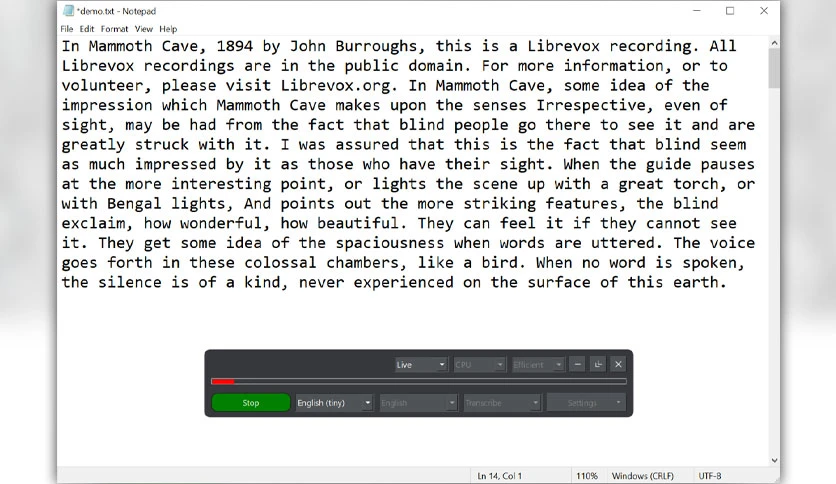 *demo.txt - Notepad
File Edit Format View Help
In Mammoth Cave, 1894 by John Burroughs, this is a Librevox recording. All
Librevox recordings are in the public domain. For more information, or to
volunteer, please visit Librevox.org. In Mammoth Cave, some idea of the
impression which Mammoth Cave makes upon the senses Irrespective, even of
sight, may be had from the fact that blind people go there to see it and are
greatly struck with it. I was assured that this is the fact that blind seem
as much impressed by it as those who have their sight. When the guide pauses
at the more interesting point, or lights the scene up with a great torch, or
with Bengal lights, And points out the more striking features, the blind
exclaim, how wonderful, how beautiful. They can feel it if they cannot see
it. They get some idea of the spaciousness when words are uttered. The voice
goes forth in these colossal chambers, like a bird. When no word is spoken,
the silence is of a kind, never experienced on the surface of this earth.
Live CPU Efficient
Stop English (tiny) English Transcribe Settings
Ln 14, Col 1 110% Windows (CRLF) UTF-8